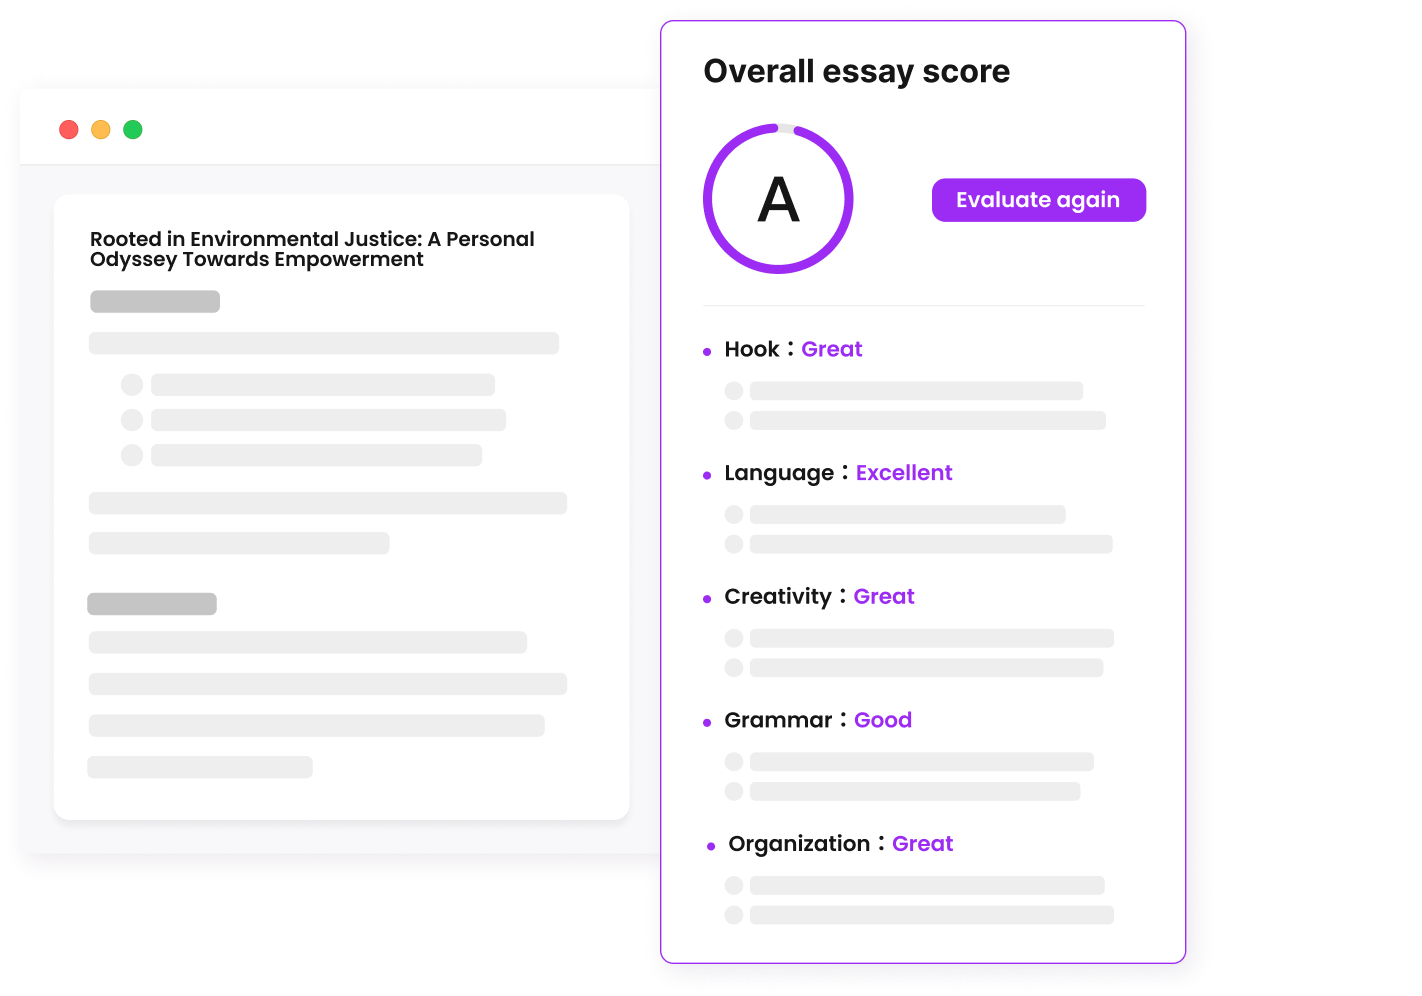 Rooted in Environmental Justice: A Personal
Odyssey Towards Empowerment
Overall essay score
A
Evaluate again
Hook：Great
Language：Excellent
Creativity：Great
Grammar：Good
Organization：Great